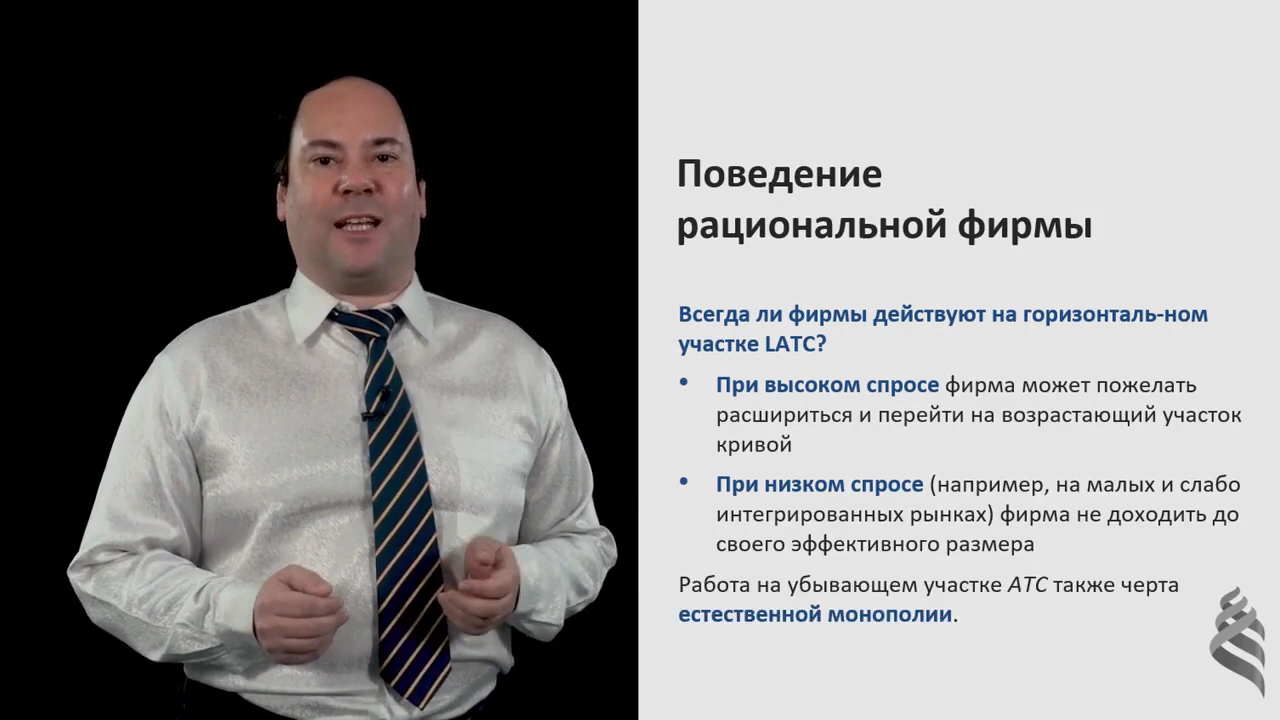 Поведение
рациональной фирмы
Всегда ли фирмы действуют на горизонталь-ном
участке LATC?
• При высоком спросе фирма может пожелать
расшириться и перейти на возрастающий участок
кривой
• При низком спросе (например, на малых и слабо
интегрированных рынках) фирма не доходить до
своего эффективного размера
Работа на убывающем участке ATC также черта
естественной монополии.